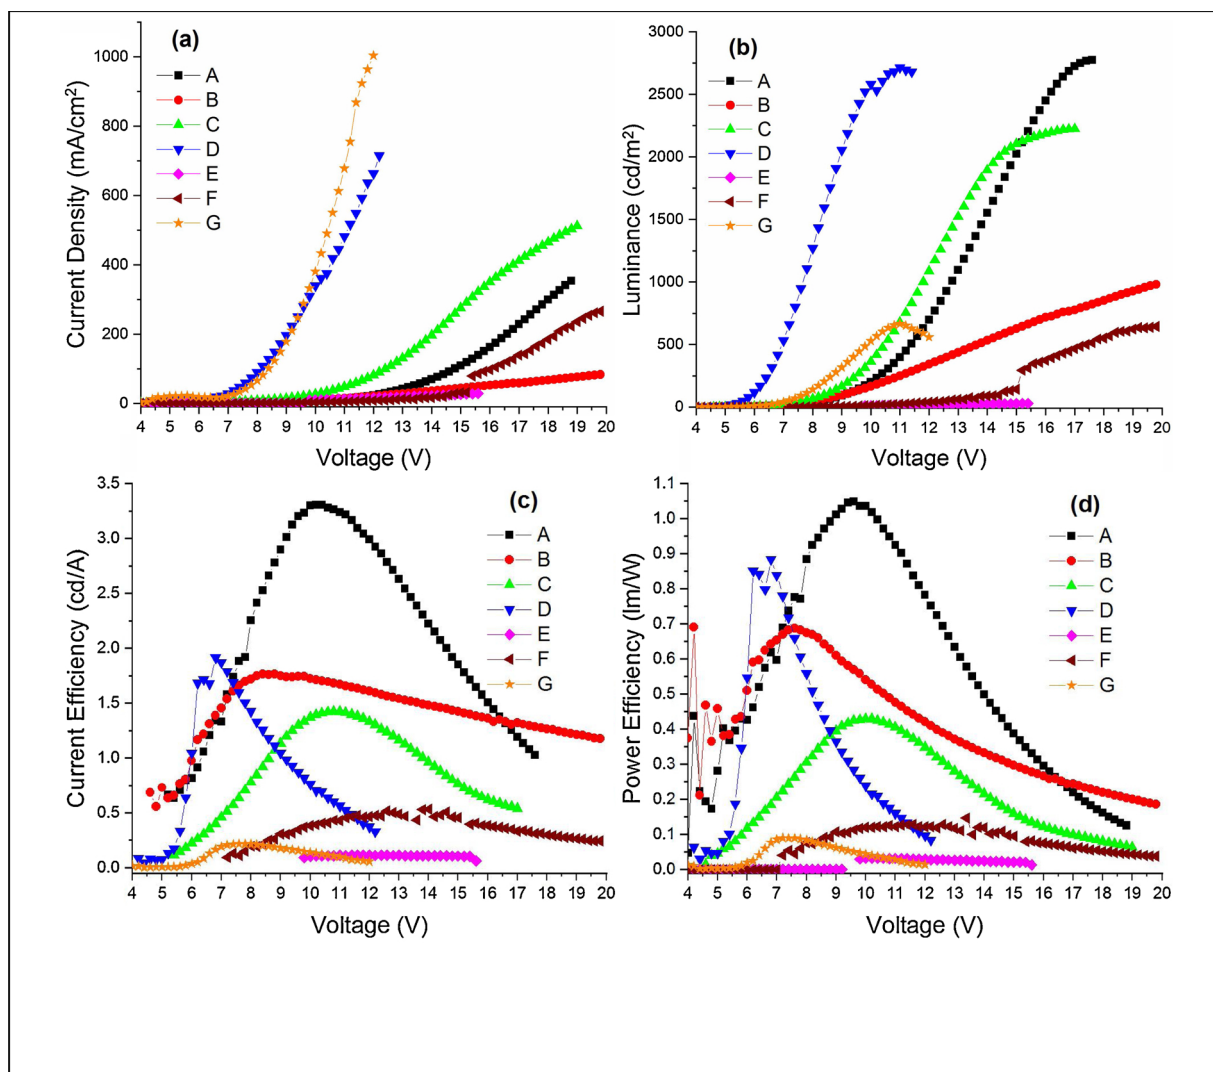 (a)
A
B
C
D
E
F
G
1000
800
600
400
200
0
Current Density (mA/cm²)
4 5 6 7 8 9 10 11 12 13 14 15 16 17 18 19 20
Voltage (V)
(b)
A
B
C
D
E
F
G
3000
2500
2000
1500
1000
500
0
Luminance (cd/m²)
4 5 6 7 8 9 10 11 12 13 14 15 16 17 18 19 20
Voltage (V)
(c)
A
B
C
D
E
F
G
3.5
3.0
2.5
2.0
1.5
1.0
0.5
0.0
Current Efficiency (cd/A)
4 5 6 7 8 9 10 11 12 13 14 15 16 17 18 19 20
Voltage (V)
(d)
A
B
C
D
E
F
G
1.1
1.0
0.9
0.8
0.7
0.6
0.5
0.4
0.3
0.2
0.1
0.0
Power Efficiency (lm/W)
4 5 6 7 8 9 10 11 12 13 14 15 16 17 18 19 20
Voltage (V)